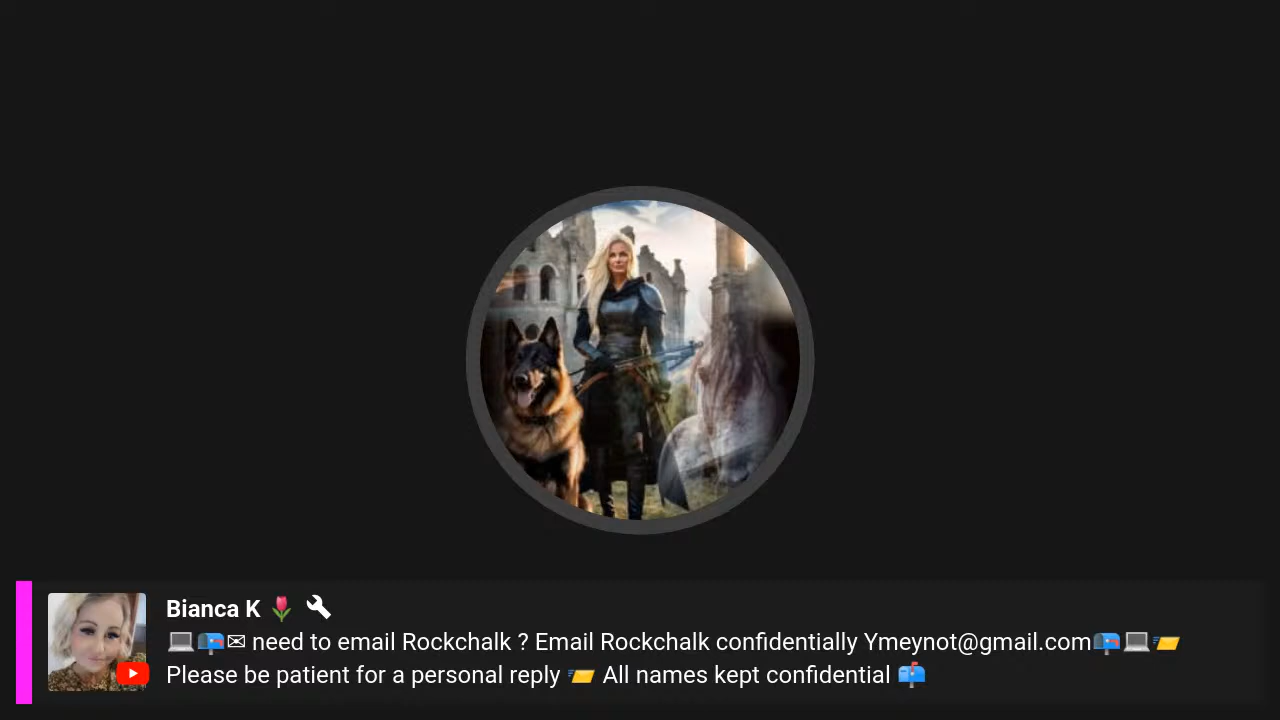 Bianca K 🌷 🔧
💻📪✉ need to email Rockchalk ? Email Rockchalk confidentially Ymeynot@gmail.com📪💻📨
Please be patient for a personal reply 📨 All names kept confidential 📫